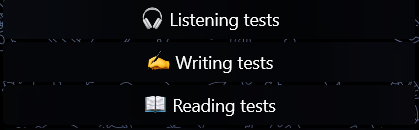 🎧 Listening tests
✍️ Writing tests
📖 Reading tests